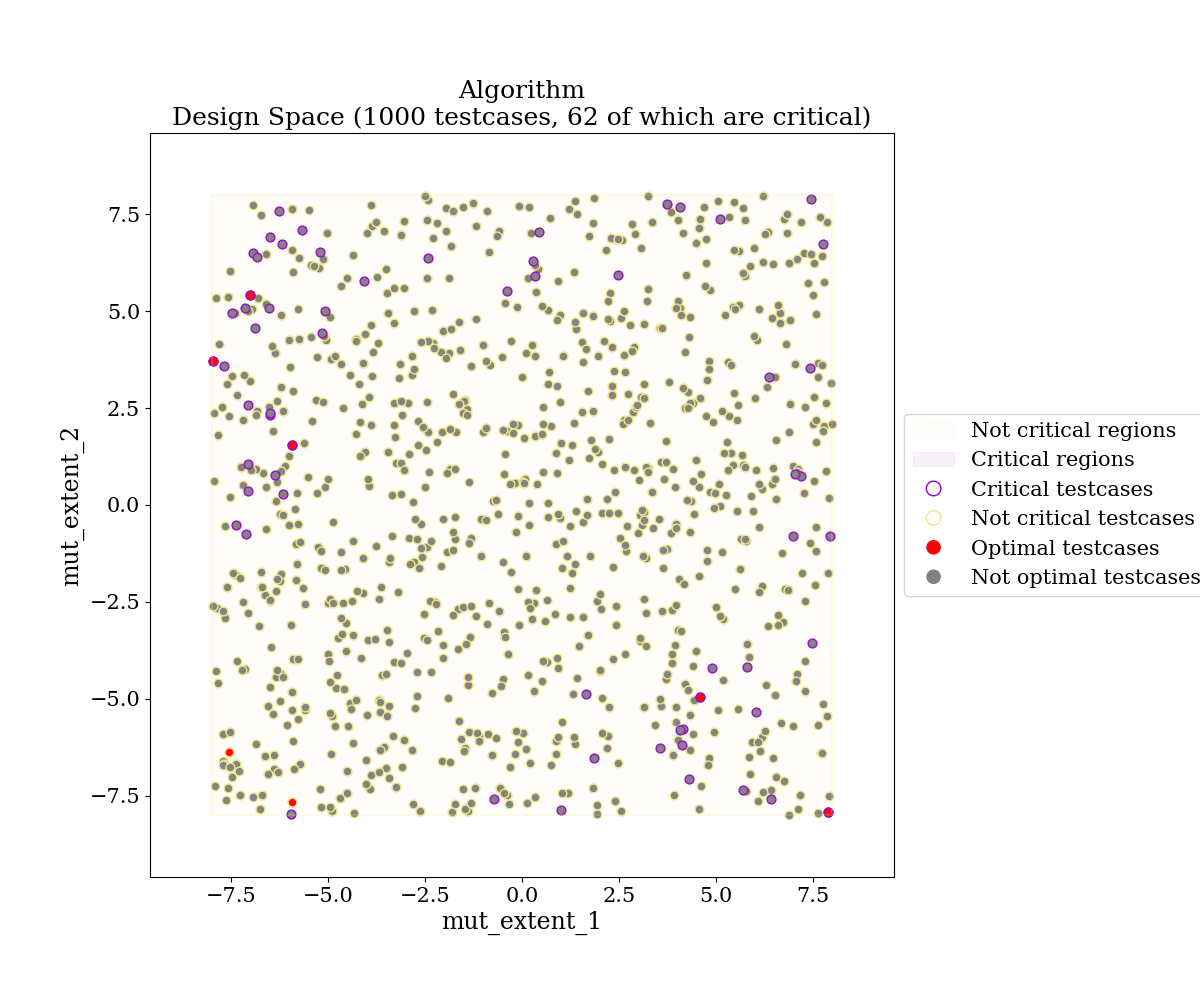 Algorithm
Design Space (1000 testcases, 62 of which are critical)
7.5
5.0
2.5
0.0
−2.5
−5.0
−7.5
mut_extent_2
−7.5
−5.0
−2.5
0.0
2.5
5.0
7.5
mut_extent_1
Not critical regions
Critical regions
Critical testcases
Not critical testcases
Optimal testcases
Not optimal testcases